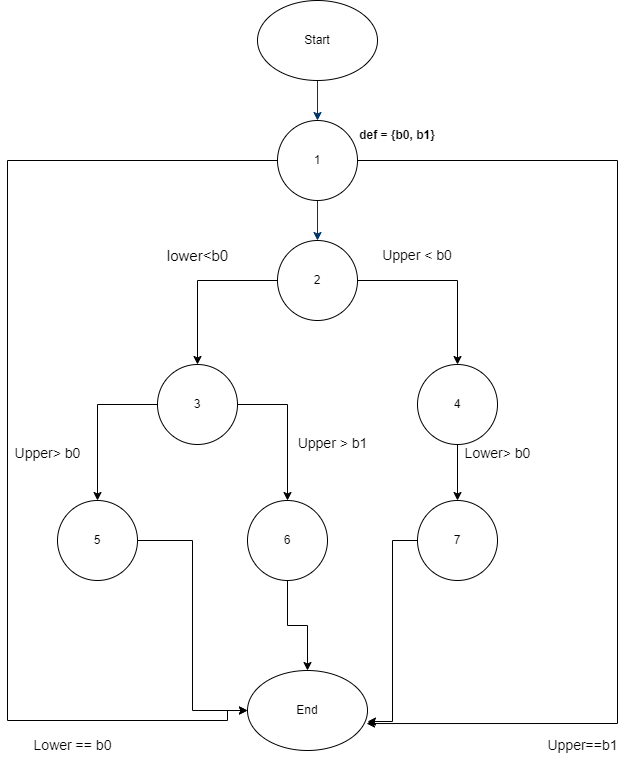 Start
def = {b0, b1}
1
lower<b0
Upper < b0
2
3
4
Upper> b0
Upper > b1
Lower> b0
5
6
7
End
Lower == b0
Upper==b1